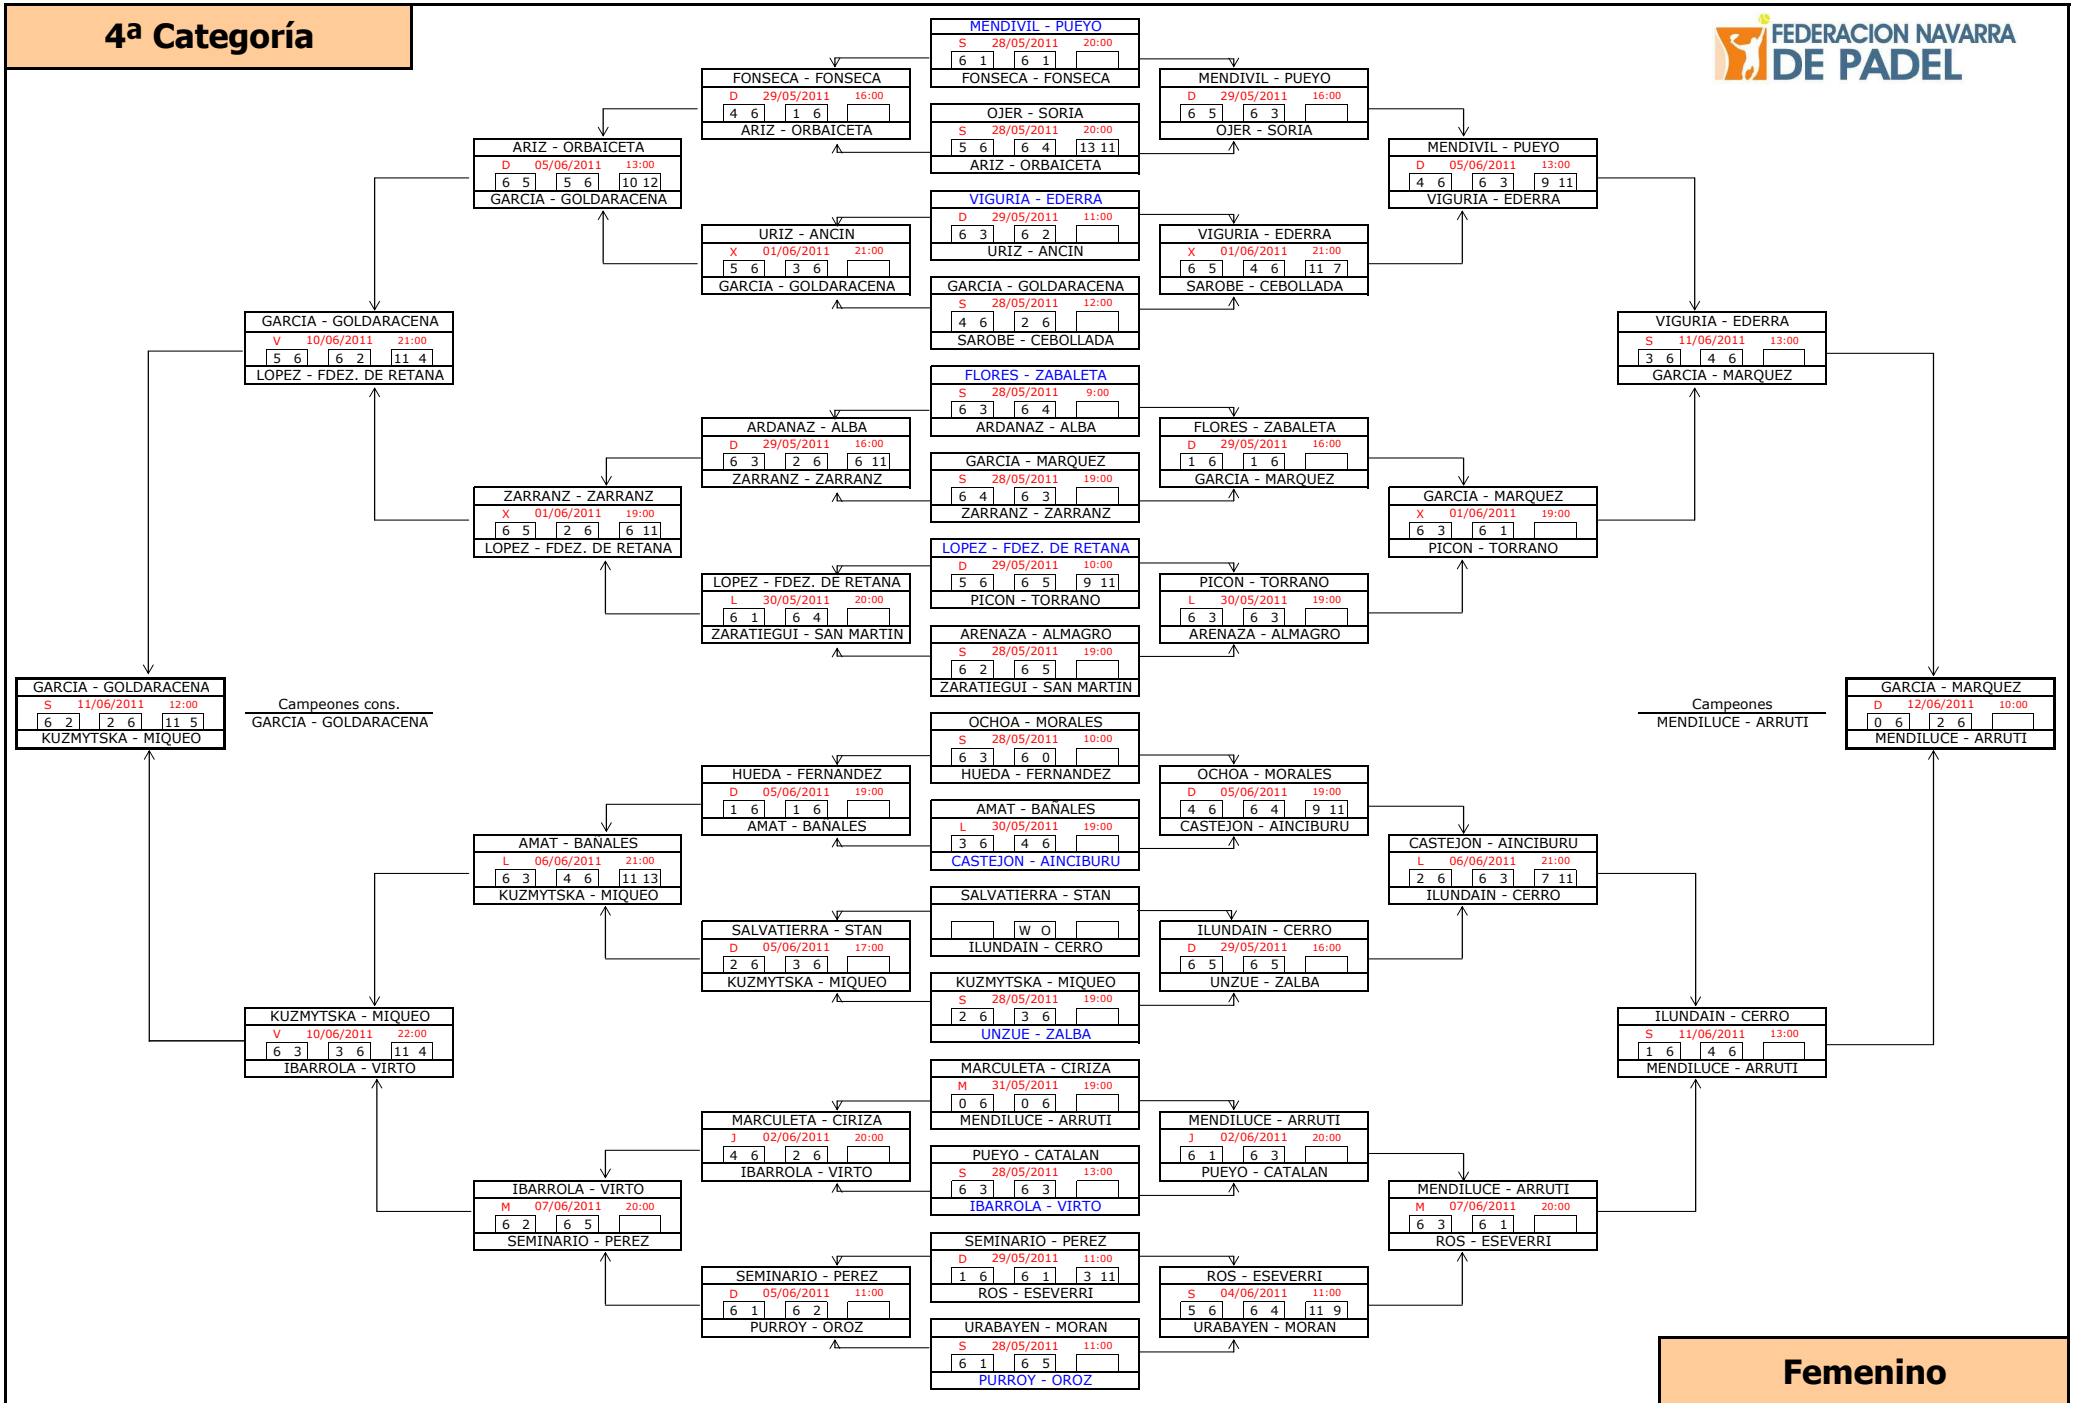 4ª Categoría
FEDERACION NAVARRA
DE PADEL
MENDIVIL - PUEYO
S 28/05/2011 20:00
6 1 6 1
FONSECA - FONSECA
OJER - SORIA
S 28/05/2011 20:00
5 6 6 4 13 11
ARIZ - ORBAICETA
VIGURIA - EDERRA
D 29/05/2011 11:00
6 3 6 2
URIZ - ANCIN
GARCIA - GOLDARACENA
S 28/05/2011 12:00
4 6 2 6
SAROBE - CEBOLLADA
FLORES - ZABALETA
S 28/05/2011 9:00
6 3 6 4
ARDANAZ - ALBA
GARCIA - MARQUEZ
S 28/05/2011 19:00
6 4 6 3
ZARRANZ - ZARRANZ
LOPEZ - FDEZ. DE RETANA
D 29/05/2011 10:00
5 6 6 5 9 11
PICON - TORRANO
ARENAZA - ALMAGRO
S 28/05/2011 19:00
6 2 6 5
ZARATIEGUI - SAN MARTIN
OCHOA - MORALES
S 28/05/2011 10:00
6 3 6 0
HUEDA - FERNANDEZ
AMAT - BAÑALES
L 30/05/2011 19:00
3 6 4 6
CASTEJON - AINCIBURU
SALVATIERRA - STAN
W O
ILUNDAIN - CERRO
KUZMYTSKA - MIQUEO
S 28/05/2011 19:00
2 6 3 6
UNZUE - ZALBA
MARCULETA - CIRIZA
M 31/05/2011 19:00
0 6 0 6
MENDILUCE - ARRUTI
PUEYO - CATALAN
S 28/05/2011 13:00
6 3 6 3
IBARROLA - VIRTO
SEMINARIO - PEREZ
D 29/05/2011 11:00
1 6 6 1 3 11
ROS - ESEVERRI
URABAYEN - MORAN
S 28/05/2011 11:00
6 1 6 5
PURROY - OROZ
FONSECA - FONSECA
D 29/05/2011 16:00
4 6 1 6
ARIZ - ORBAICETA
URIZ - ANCIN
X 01/06/2011 21:00
5 6 3 6
GARCIA - GOLDARACENA
ARDANAZ - ALBA
D 29/05/2011 16:00
6 3 2 6 6 11
ZARRANZ - ZARRANZ
LOPEZ - FDEZ. DE RETANA
L 30/05/2011 20:00
6 1 6 4
ZARATIEGUI - SAN MARTIN
HUEDA - FERNANDEZ
D 05/06/2011 19:00
1 6 1 6
AMAT - BAÑALES
SALVATIERRA - STAN
D 05/06/2011 17:00
2 6 3 6
KUZMYTSKA - MIQUEO
MARCULETA - CIRIZA
J 02/06/2011 20:00
4 6 2 6
IBARROLA - VIRTO
SEMINARIO - PEREZ
D 05/06/2011 11:00
6 1 6 2
PURROY - OROZ
ARIZ - ORBAICETA
D 05/06/2011 13:00
6 5 5 6 10 12
GARCIA - GOLDARACENA
ZARRANZ - ZARRANZ
X 01/06/2011 19:00
6 5 2 6 6 11
LOPEZ - FDEZ. DE RETANA
AMAT - BAÑALES
L 06/06/2011 21:00
6 3 4 6 11 13
KUZMYTSKA - MIQUEO
IBARROLA - VIRTO
M 07/06/2011 20:00
6 2 6 5
SEMINARIO - PEREZ
GARCIA - GOLDARACENA
V 10/06/2011 21:00
5 6 6 2 11 4
LOPEZ - FDEZ. DE RETANA
KUZMYTSKA - MIQUEO
V 10/06/2011 22:00
6 3 3 6 11 4
IBARROLA - VIRTO
GARCIA - GOLDARACENA
S 11/06/2011 12:00
6 2 2 6 11 5
KUZMYTSKA - MIQUEO
Campeones cons.
GARCIA - GOLDARACENA
MENDIVIL - PUEYO
D 29/05/2011 16:00
6 5 6 3
OJER - SORIA
VIGURIA - EDERRA
X 01/06/2011 21:00
6 5 4 6 11 7
SAROBE - CEBOLLADA
FLORES - ZABALETA
D 29/05/2011 16:00
1 6 1 6
GARCIA - MARQUEZ
PICON - TORRANO
L 30/05/2011 19:00
6 3 6 3
ARENAZA - ALMAGRO
OCHOA - MORALES
D 05/06/2011 19:00
4 6 6 4 9 11
CASTEJON - AINCIBURU
ILUNDAIN - CERRO
D 29/05/2011 16:00
6 5 6 5
UNZUE - ZALBA
MENDILUCE - ARRUTI
J 02/06/2011 20:00
6 1 6 3
PUEYO - CATALAN
ROS - ESEVERRI
S 04/06/2011 11:00
5 6 6 4 11 9
URABAYEN - MORAN
MENDIVIL - PUEYO
D 05/06/2011 13:00
4 6 6 3 9 11
VIGURIA - EDERRA
GARCIA - MARQUEZ
X 01/06/2011 19:00
6 3 6 1
PICON - TORRANO
CASTEJON - AINCIBURU
L 06/06/2011 21:00
2 6 6 3 7 11
ILUNDAIN - CERRO
MENDILUCE - ARRUTI
M 07/06/2011 20:00
6 3 6 1
ROS - ESEVERRI
VIGURIA - EDERRA
S 11/06/2011 13:00
3 6 4 6
GARCIA - MARQUEZ
ILUNDAIN - CERRO
S 11/06/2011 13:00
1 6 4 6
MENDILUCE - ARRUTI
Campeones
MENDILUCE - ARRUTI
GARCIA - MARQUEZ
D 12/06/2011 10:00
0 6 2 6
MENDILUCE - ARRUTI
Femenino